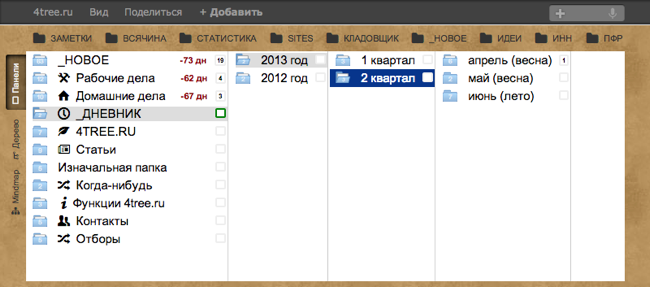 4tree.ru Вид Поделиться + Добавить +
ЗАМЕТКИ ВСЯЧИНА СТАТИСТИКА SITES КЛАДОВЩИК _НОВОЕ ИДЕИ ИНН ПФР
Панели
Дерево
Mindmap
_НОВОЕ -73 дн 19
Рабочие дела -62 дн 4
Домашние дела -67 дн 3
_ДНЕВНИК
4TREE.RU
Статьи
Изначальная папка
Когда-нибудь
Функции 4tree.ru
Контакты
Отборы
2013 год
2012 год
1 квартал
2 квартал
апрель (весна) 1
май (весна)
июнь (лето)